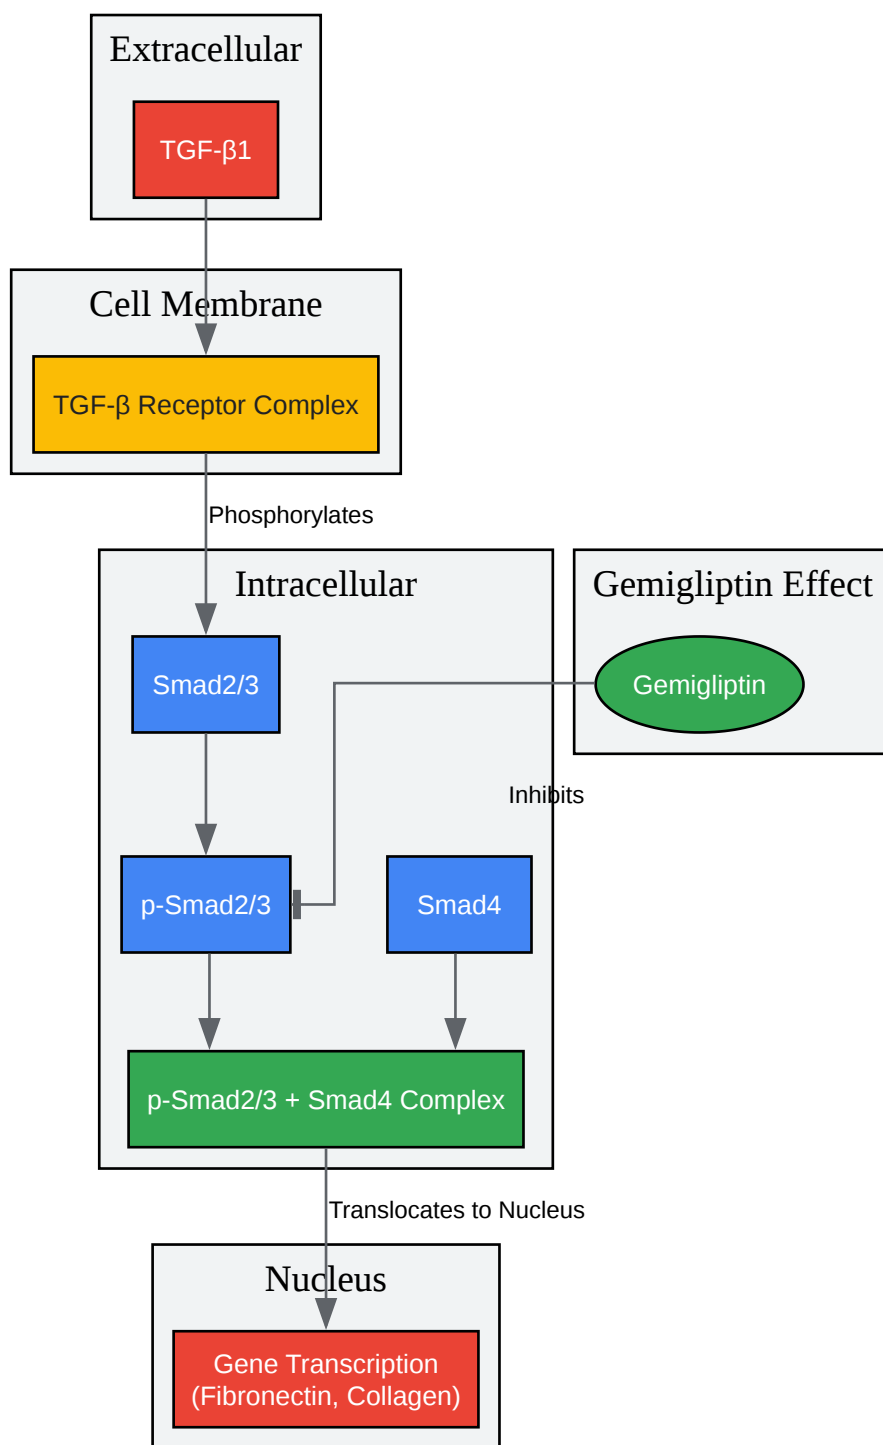 Extracellular
TGF-β1
Cell Membrane
TGF-β Receptor Complex
Phosphorylates
Intracellular
Gemigliptin Effect
Smad2/3
Gemigliptin
Inhibits
p-Smad2/3
Smad4
p-Smad2/3 + Smad4 Complex
Translocates to Nucleus
Nucleus
Gene Transcription
(Fibronectin, Collagen)